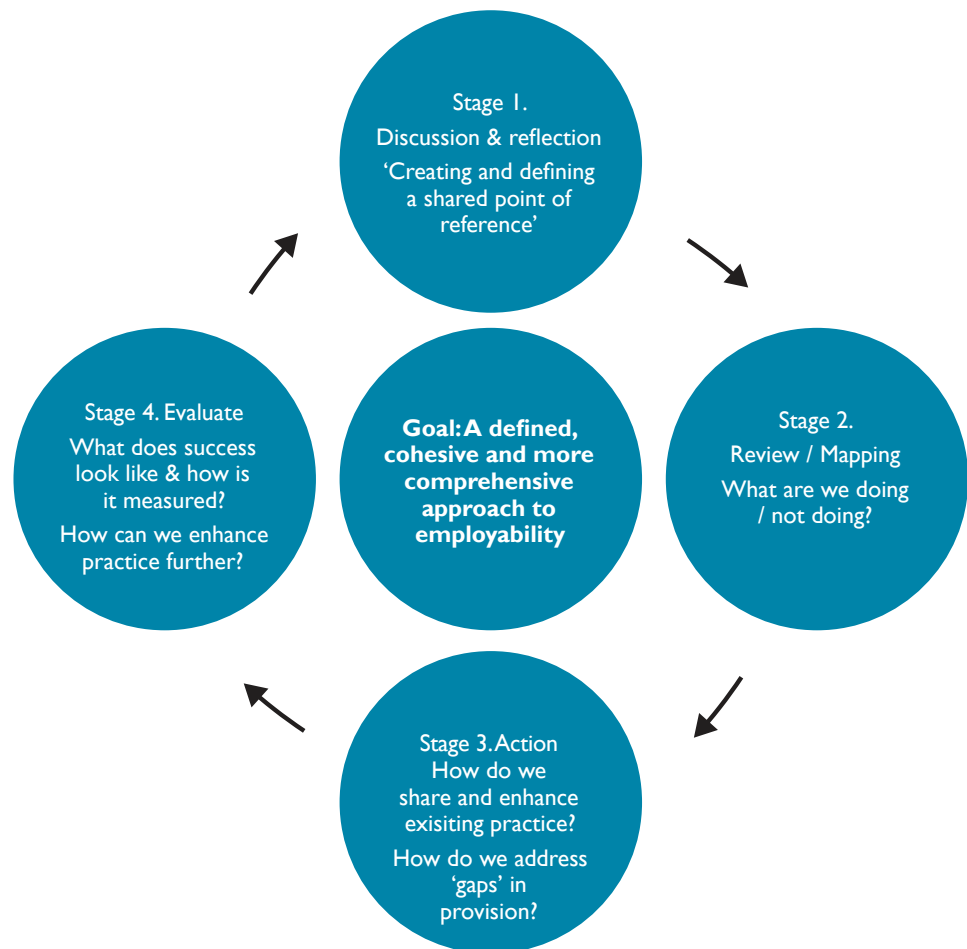 Stage 1.
Discussion & reflection
‘Creating and defining
a shared point of
reference’
Stage 2.
Review / Mapping
What are we doing
/ not doing?
Stage 3. Action
How do we
share and enhance
exisiting practice?
How do we address
‘gaps’ in
provision?
Stage 4. Evaluate
What does success
look like & how is
it measured?
How can we enhance
practice further?
Goal: A defined,
cohesive and more
comprehensive
approach to
employability